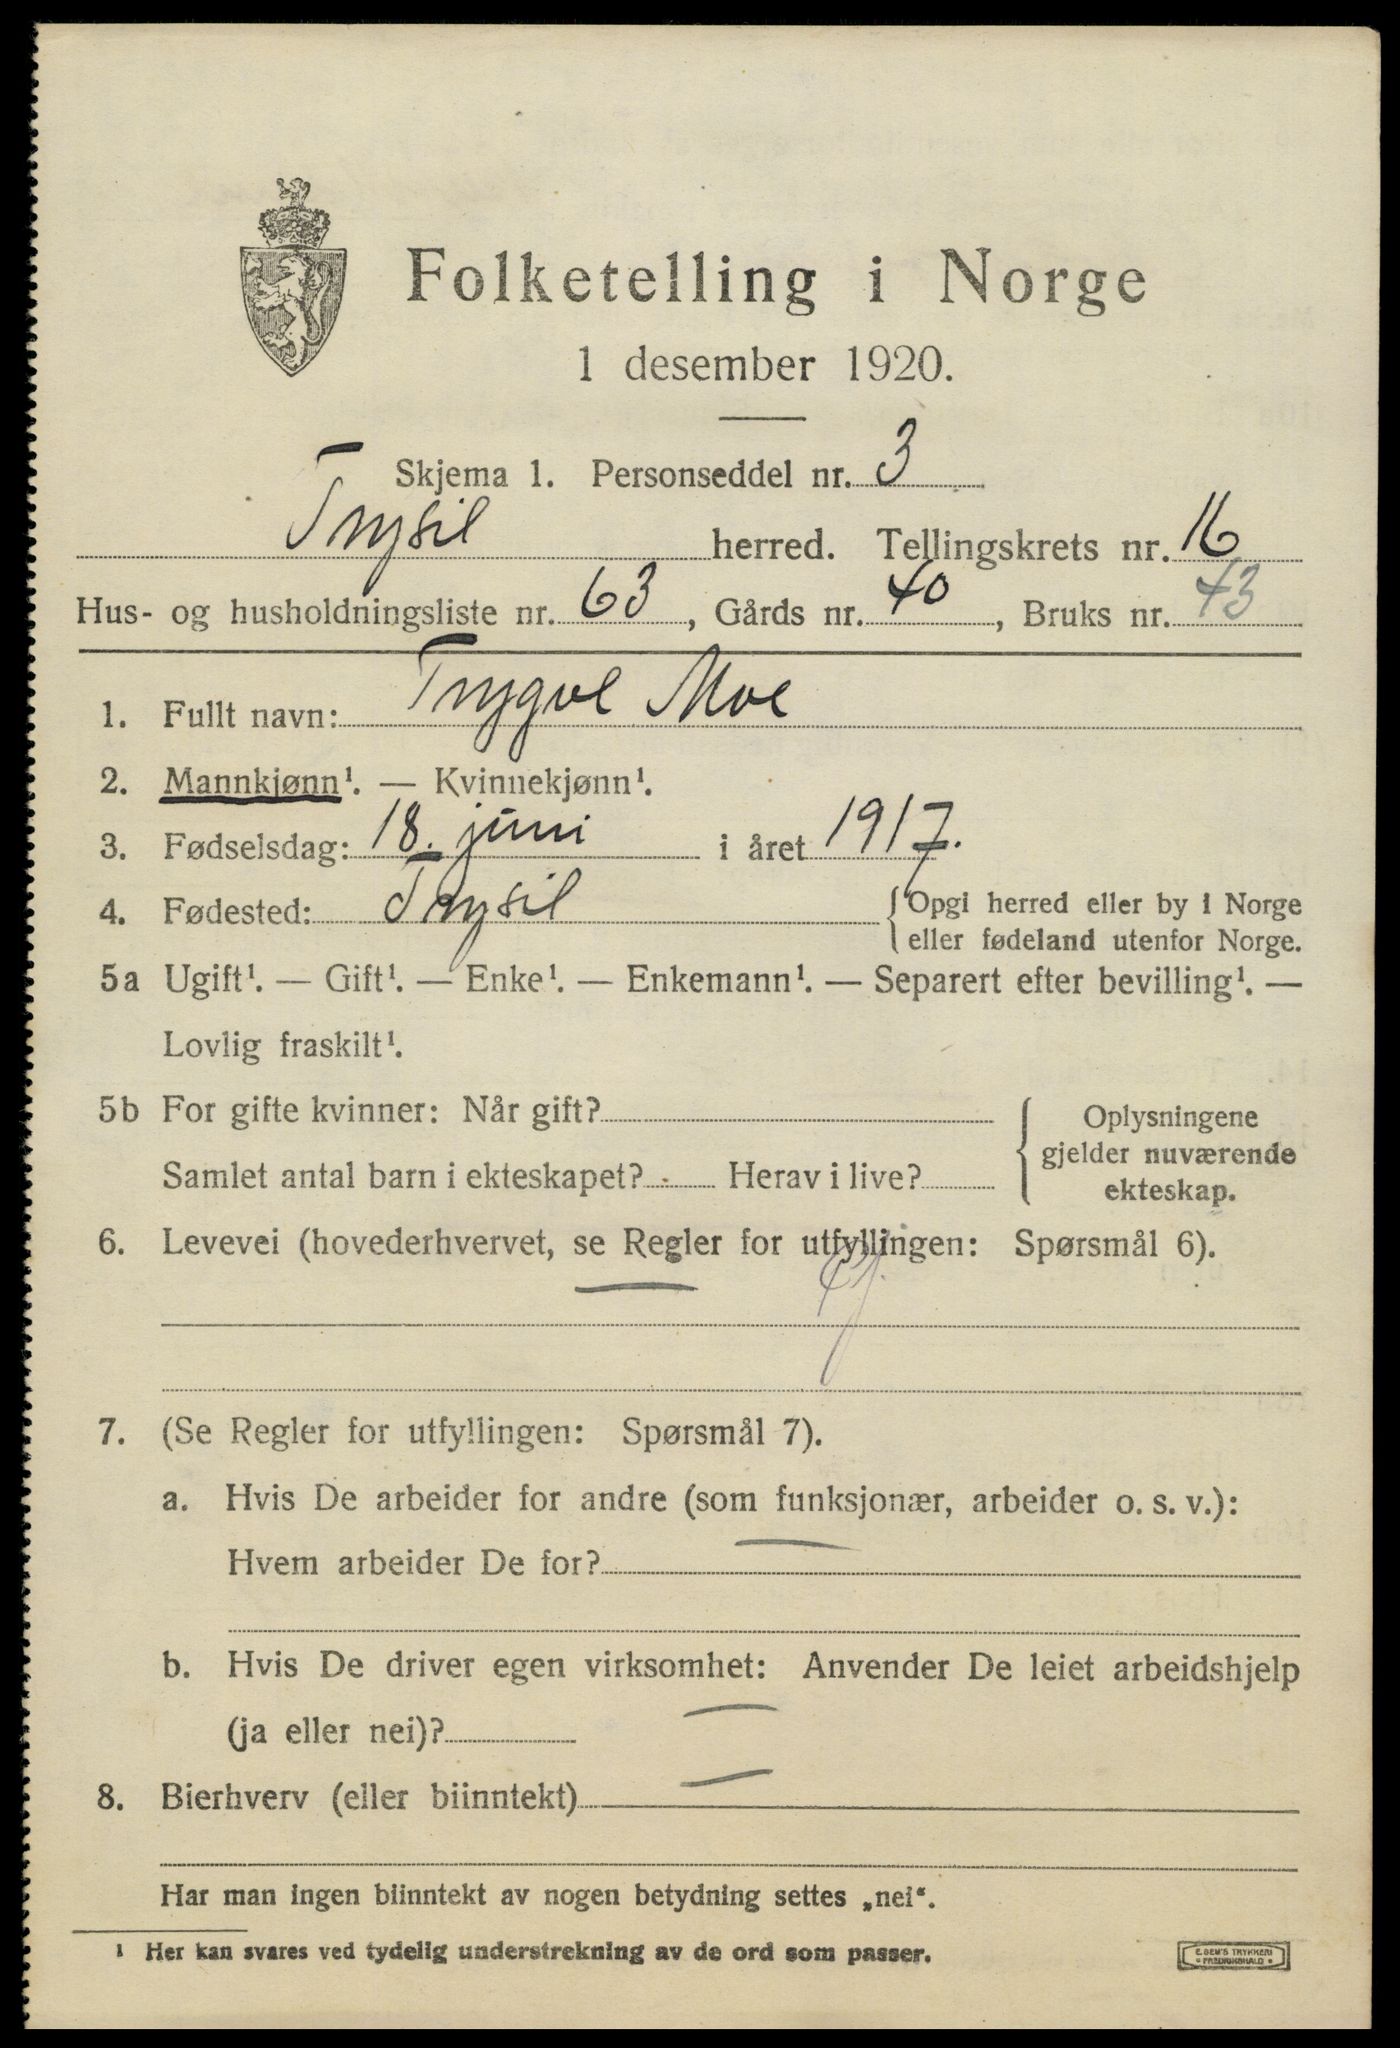 Folketelling i Norge
1 desember 1920.
Skjema 1. Personseddel nr. 3
Trysil herred. Tellingskrets nr. 16
Hus- og husholdningsliste nr. 63, Gårds nr. 40, Bruks nr. 43
1. Fullt navn: Trygve Moe
2. Mannkjønn¹. — Kvinnekjønn¹.
3. Fødselsdag: 18. juni i året 1917.
4. Fødested: Trysil {Opgi herred eller by i Norge
eller fødeland utenfor Norge.
5a Ugift¹. — Gift¹. — Enke¹. — Enkemann¹. — Separert efter bevilling¹. —
Lovlig fraskilt¹.
5b For gifte kvinner: Når gift?
Samlet antal barn i ekteskapet? Herav i live?
{Oplysningene
gjelder nuværende
ekteskap.
6. Levevei (hovederhvervet, se Regler for utfyllingen: Spørsmål 6).
—
7. (Se Regler for utfyllingen: Spørsmål 7).
a. Hvis De arbeider for andre (som funksjonær, arbeider o. s. v.):
Hvem arbeider De for? —
b. Hvis De driver egen virksomhet: Anvender De leiet arbeidshjelp
(ja eller nei)? —
8. Bierhverv (eller biinntekt) —
Har man ingen biinntekt av nogen betydning settes „nei“.
1 Her kan svares ved tydelig understrekning av de ord som passer.
E. SEM'S TRYKKERI
FREDRIKSHALD